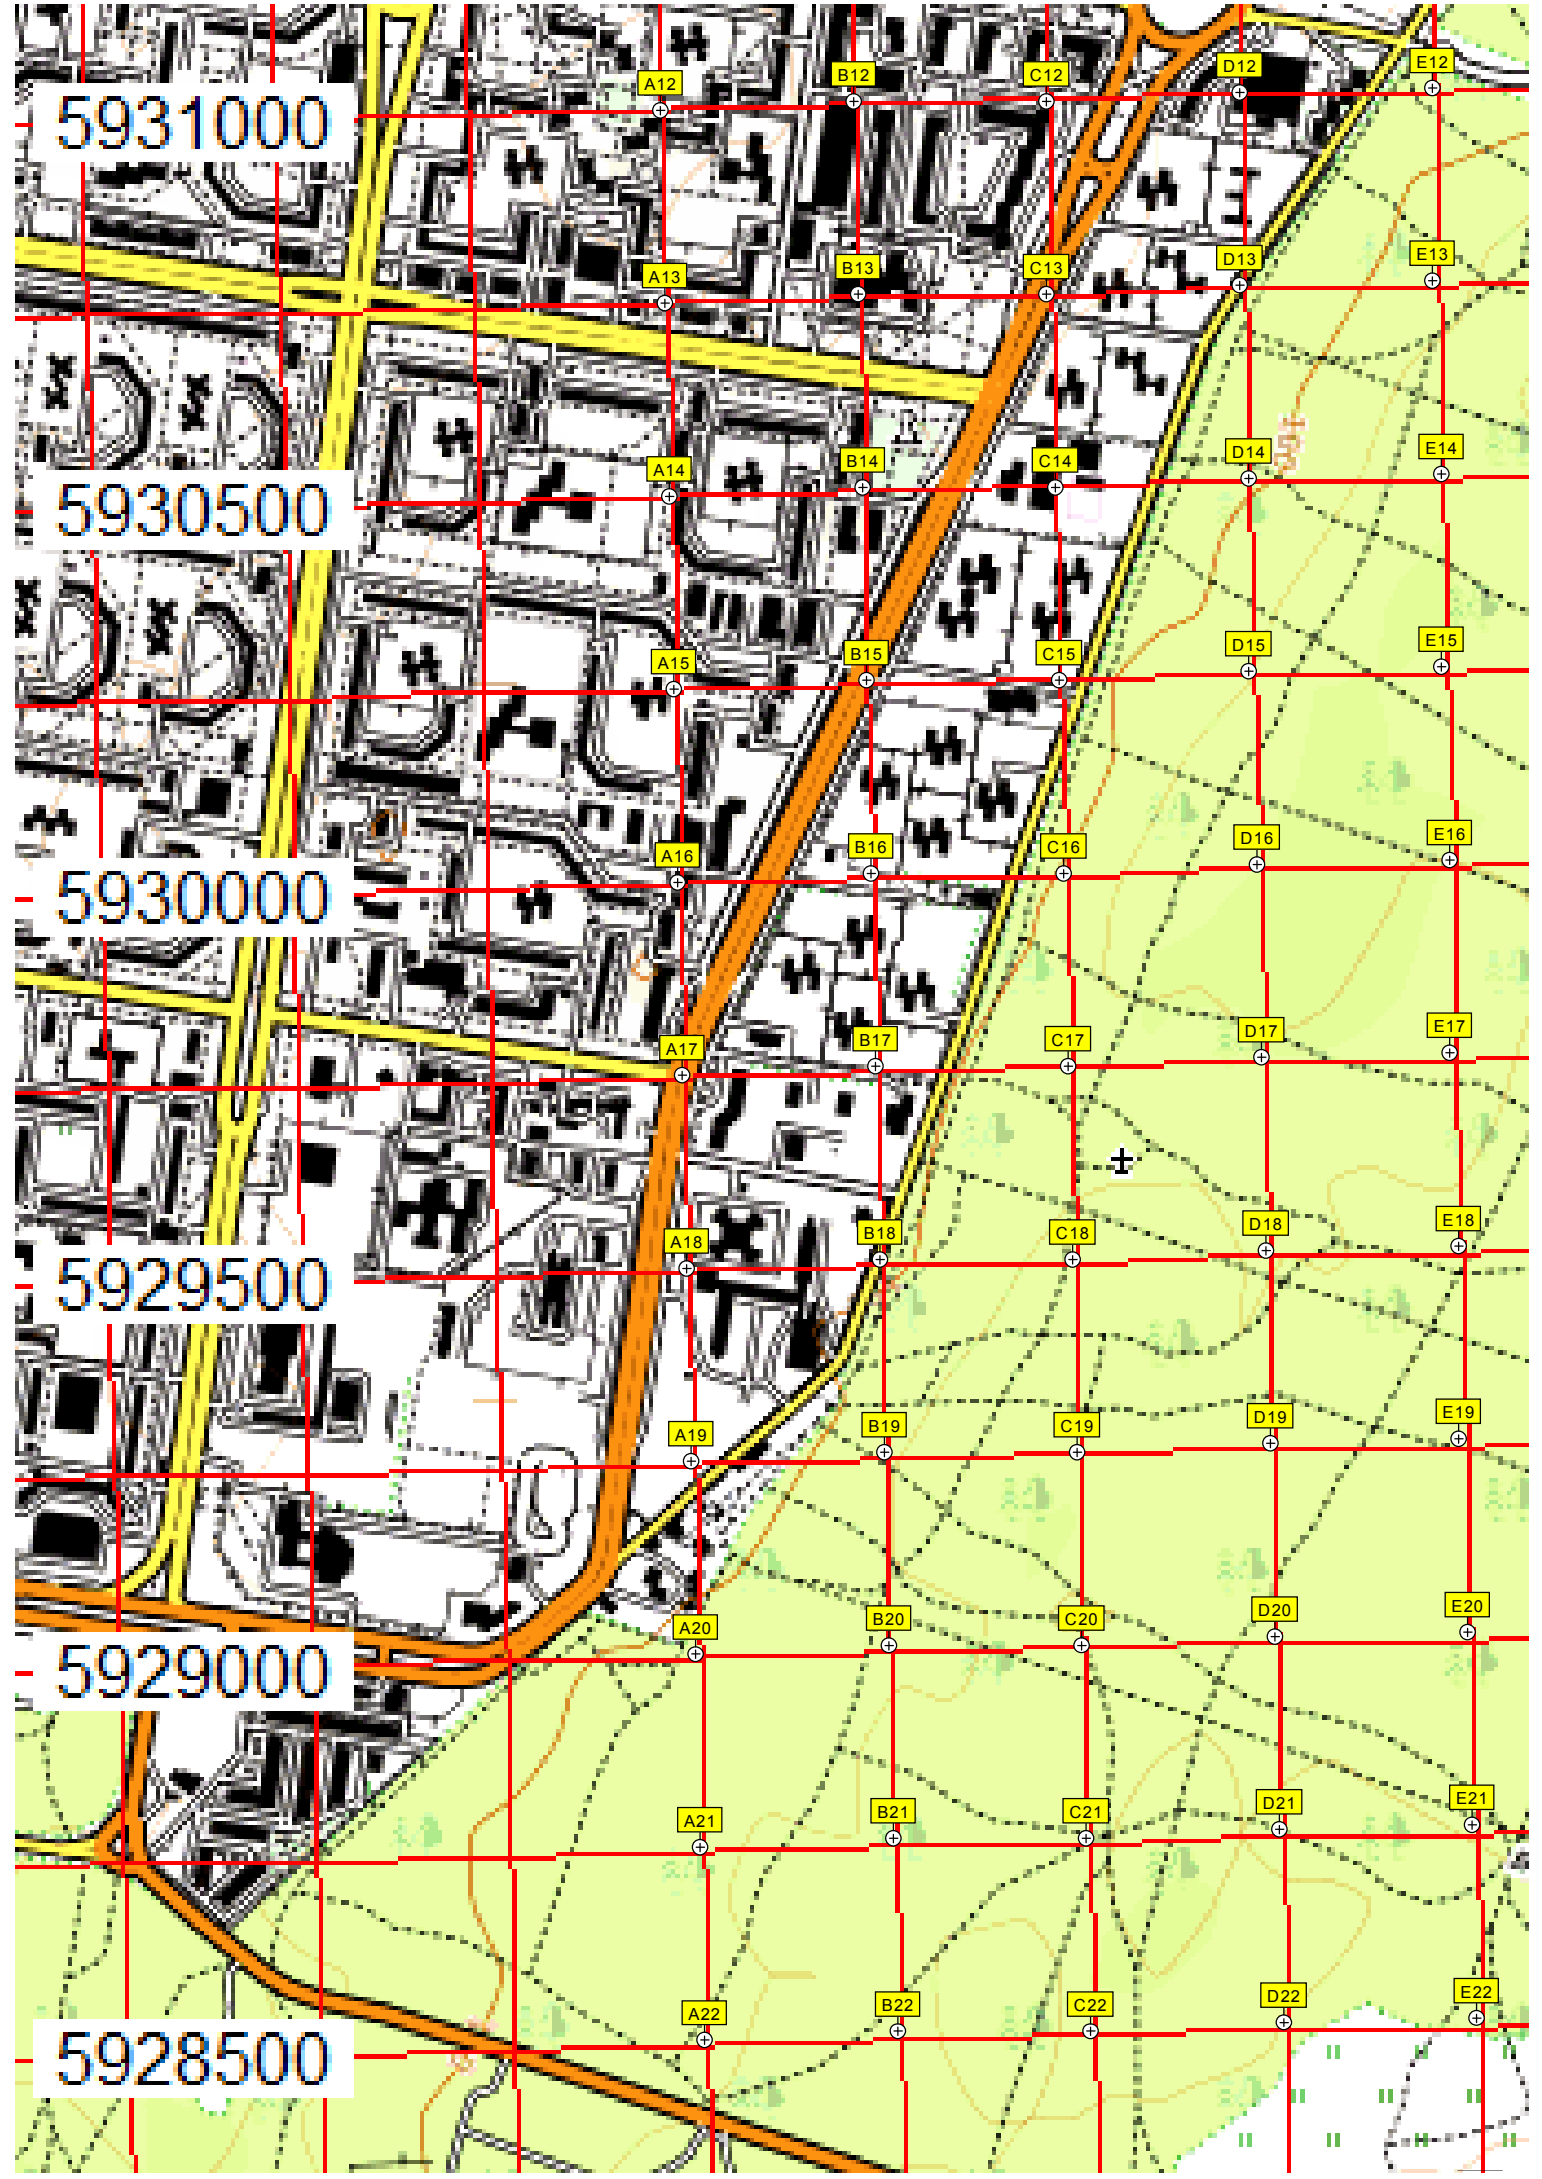 A12 B12 C12 D12 E12
5931000
A13 B13 C13 D13 E13
A14 B14 C14 D14 E14
5930500
A15 B15 C15 D15 E15
A16 B16 C16 D16 E16
5930000
A17 B17 C17 D17 E17
A18 B18 C18 D18 E18
5929500
A19 B19 C19 D19 E19
A20 B20 C20 D20 E20
5929000
A21 B21 C21 D21 E21
A22 B22 C22 D22 E22
5928500